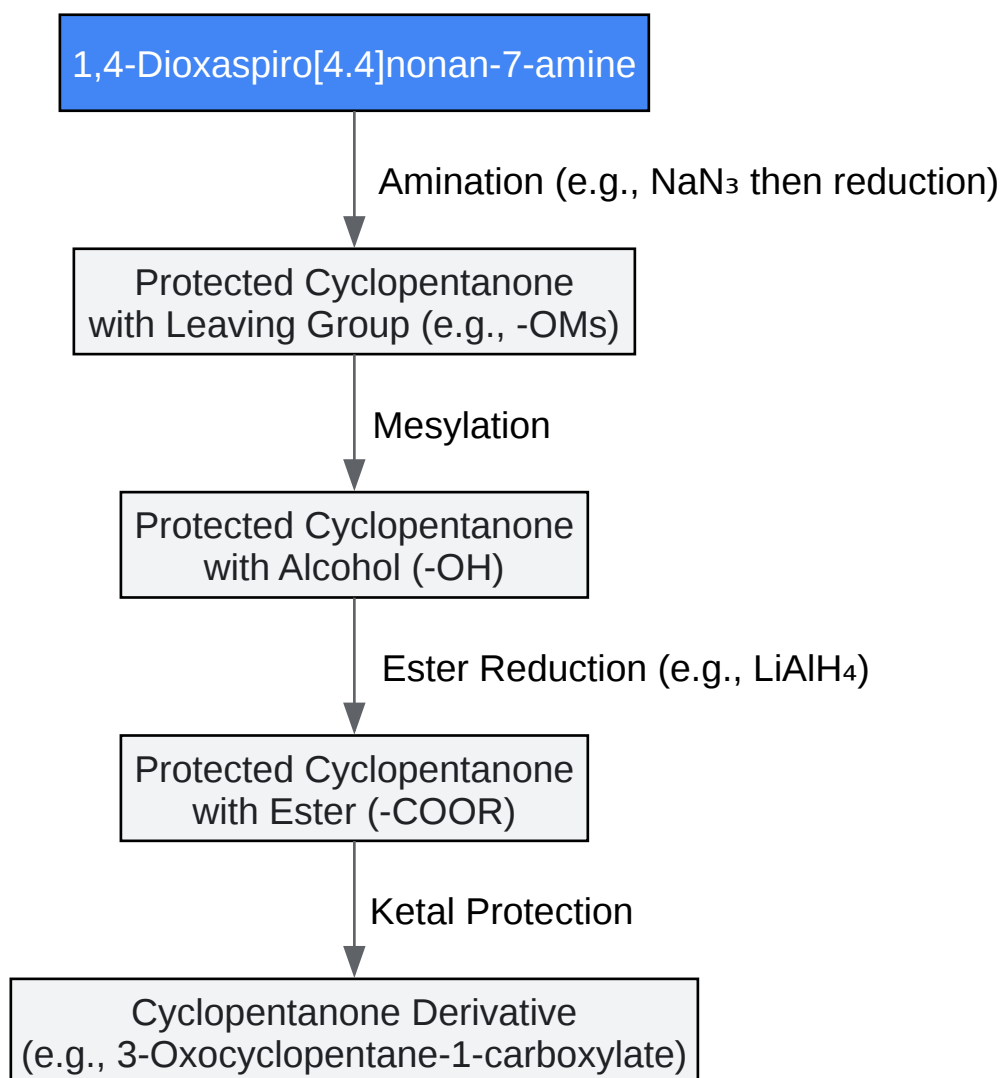 1,4-Dioxaspiro[4.4]nonan-7-amine
Amination (e.g., NaN₃ then reduction)
Protected Cyclopentanone
with Leaving Group (e.g., -OMs)
Mesylation
Protected Cyclopentanone
with Alcohol (-OH)
Ester Reduction (e.g., LiAlH₄)
Protected Cyclopentanone
with Ester (-COOR)
Ketal Protection
Cyclopentanone Derivative
(e.g., 3-Oxocyclopentane-1-carboxylate)